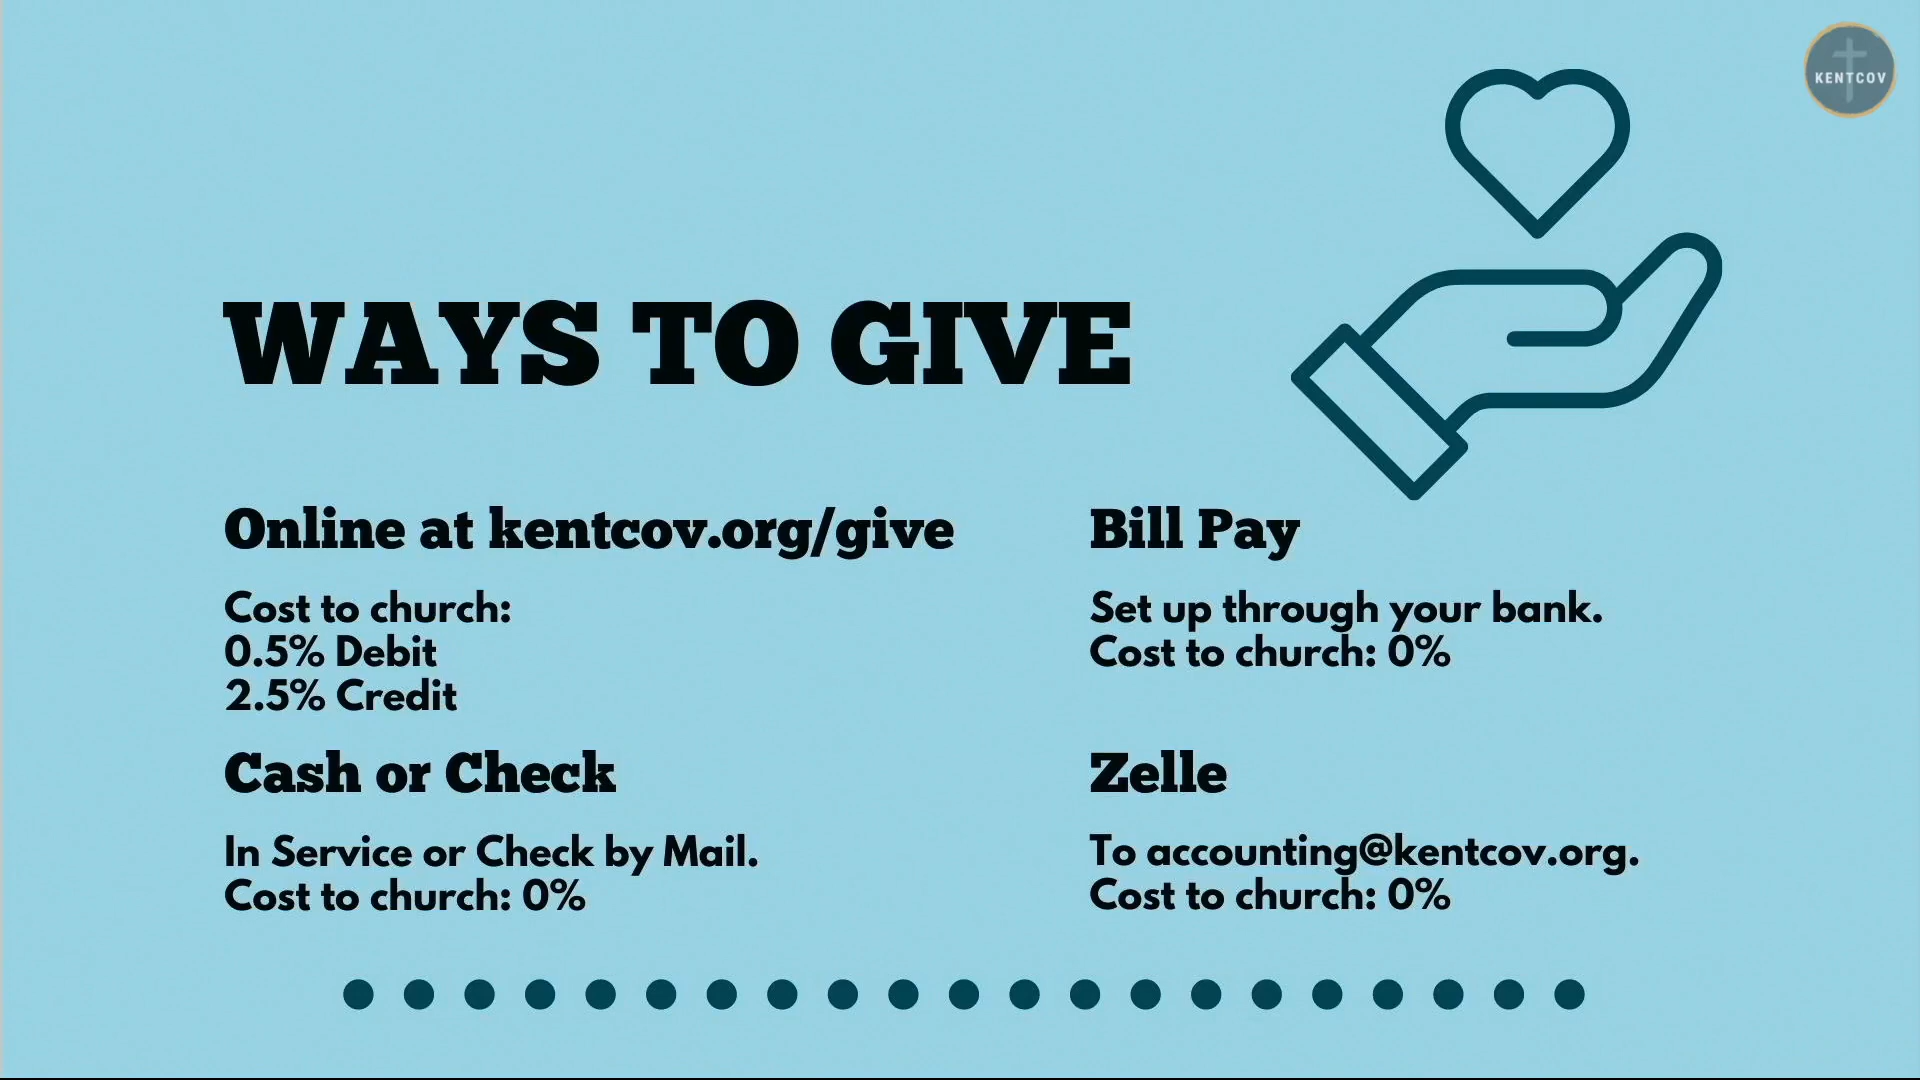 KENTCOV
WAYS TO GIVE
Online at kentcov.org/give
Cost to church:
0.5% Debit
2.5% Credit
Bill Pay
Set up through your bank.
Cost to church: 0%
Cash or Check
In Service or Check by Mail.
Cost to church: 0%
Zelle
To accounting@kentcov.org.
Cost to church: 0%